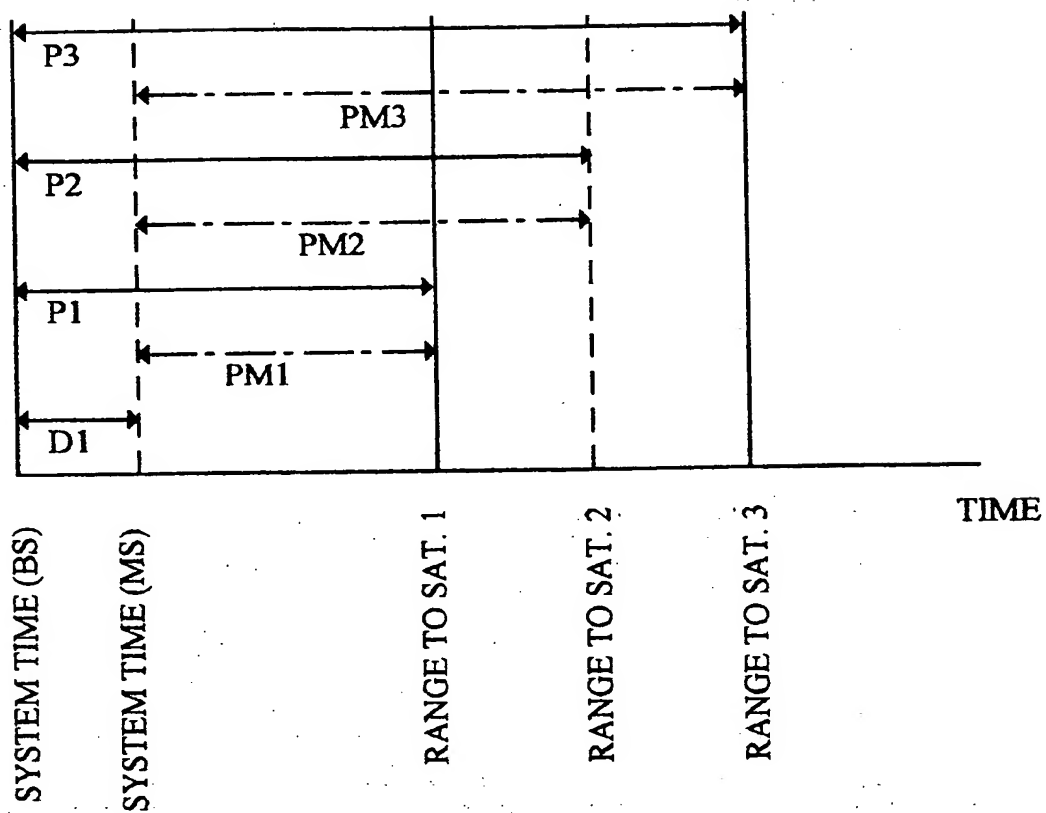 P3
PM3
P2
PM2
P1
PM1
D1
TIME
SYSTEM TIME (BS)
SYSTEM TIME (MS)
RANGE TO SAT. 1
RANGE TO SAT. 2
RANGE TO SAT. 3